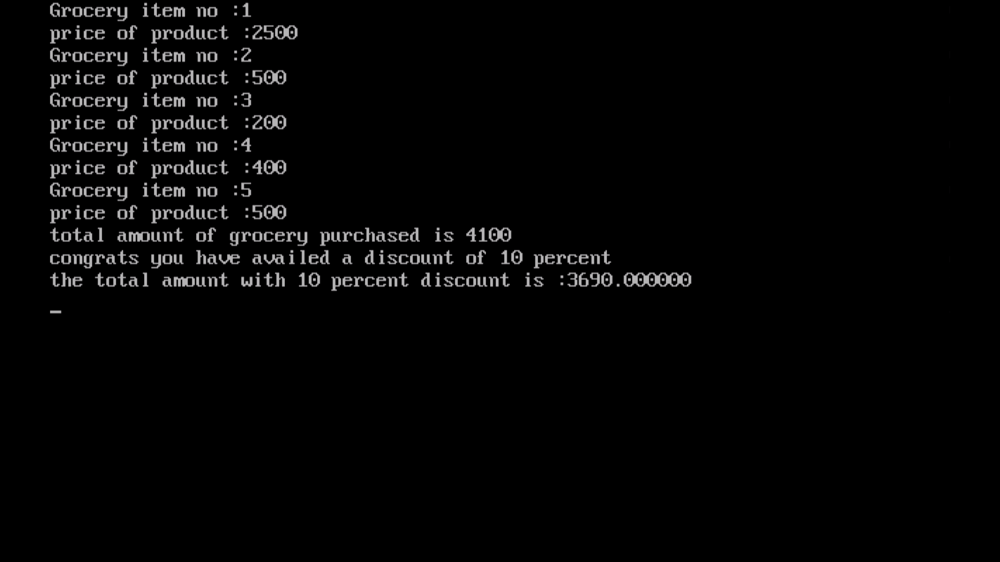 Grocery item no :1
price of product :2500
Grocery item no :2
price of product :500
Grocery item no :3
price of product :200
Grocery item no :4
price of product :400
Grocery item no :5
price of product :500
total amount of grocery purchased is 4100
congrats you have availed a discount of 10 percent
the total amount with 10 percent discount is :3690.000000
_